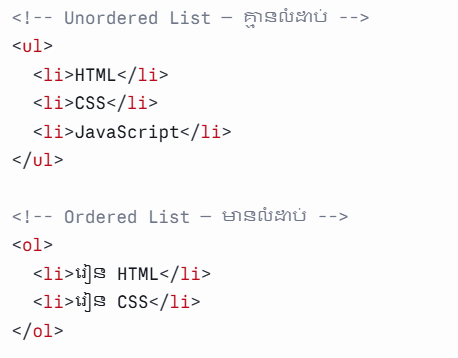 <!-- Unordered List — គ្មានលំដាប់ -->
<ul>
  <li>HTML</li>
  <li>CSS</li>
  <li>JavaScript</li>
</ul>

<!-- Ordered List — មានលំដាប់ -->
<ol>
  <li>រៀន HTML</li>
  <li>រៀន CSS</li>
</ol>